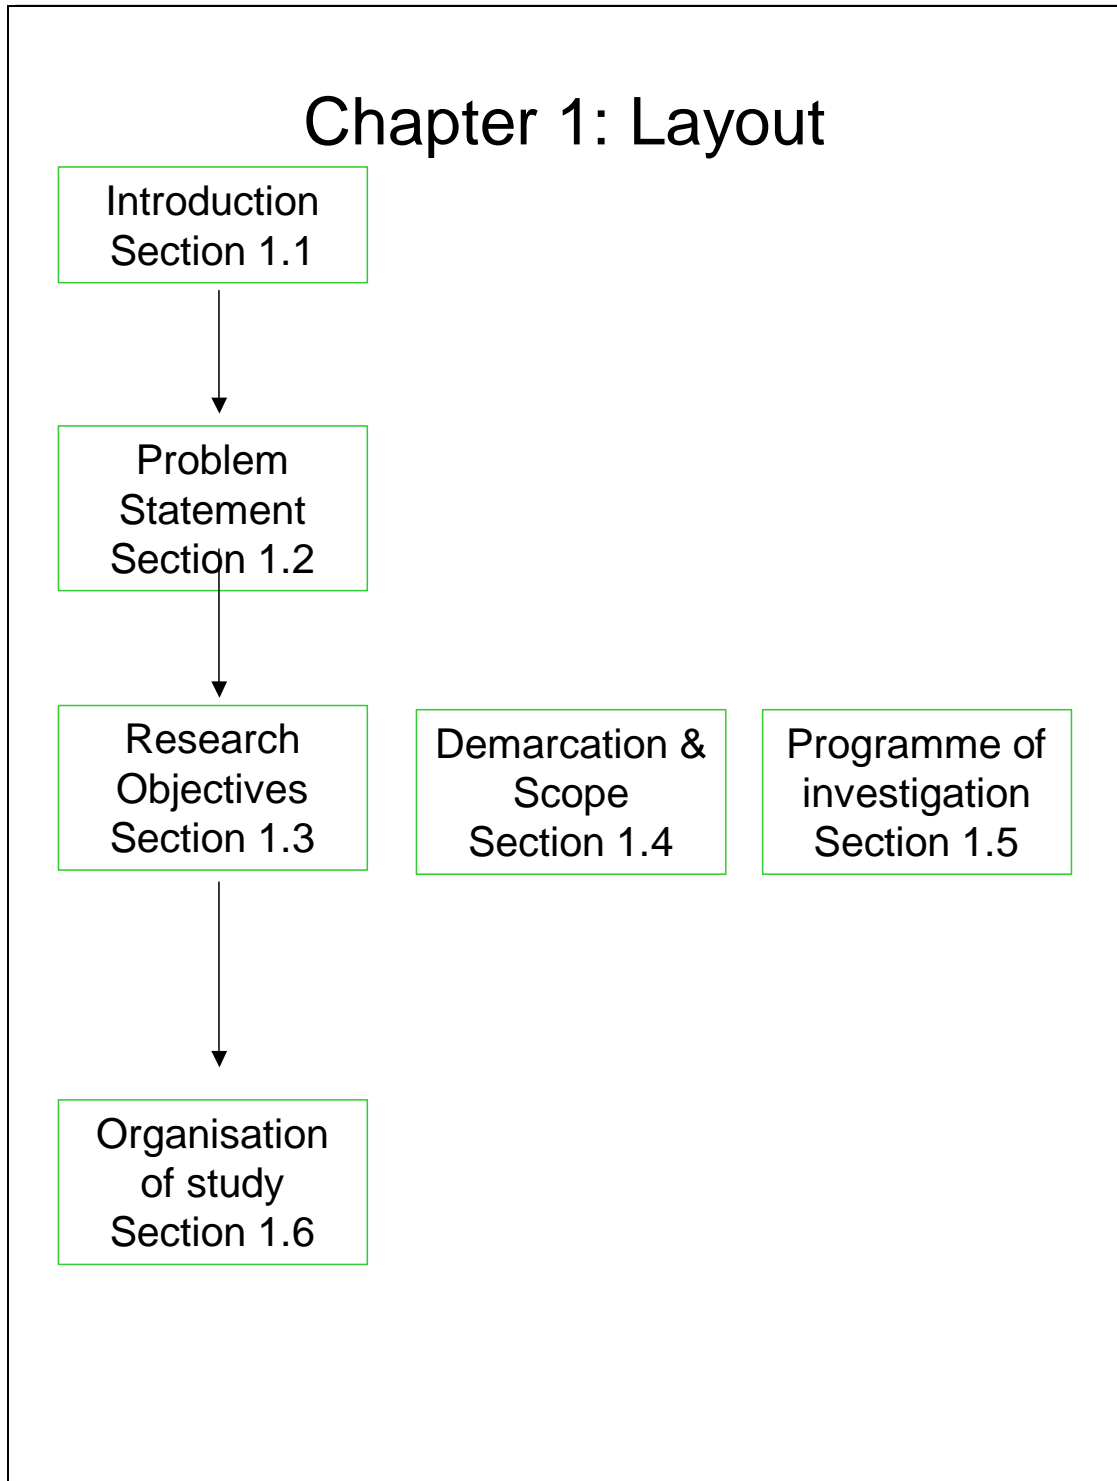 Chapter 1: Layout
Introduction
Section 1.1
Problem
Statement
Section 1.2
Research
Objectives
Section 1.3
Demarcation &
Scope
Section 1.4
Programme of
investigation
Section 1.5
Organisation
of study
Section 1.6